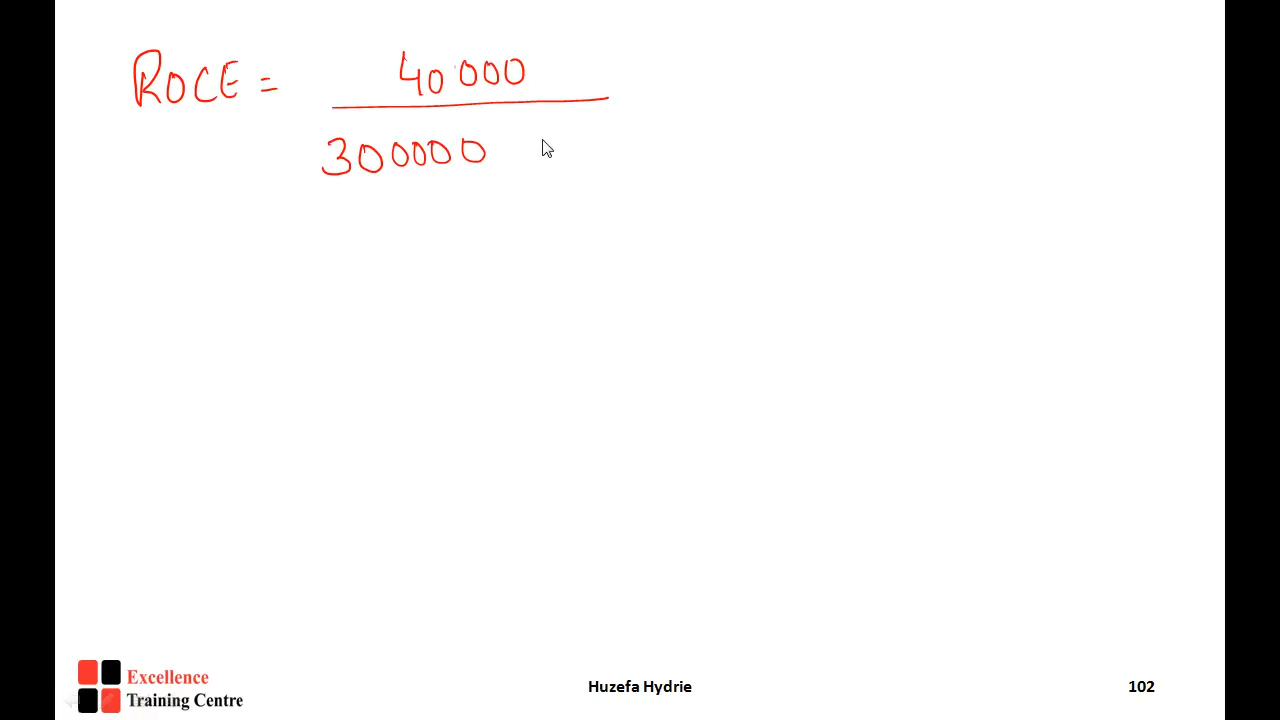 ROCE = 40000
300000
Excellence
Training Centre
Huzefa Hydrie
102